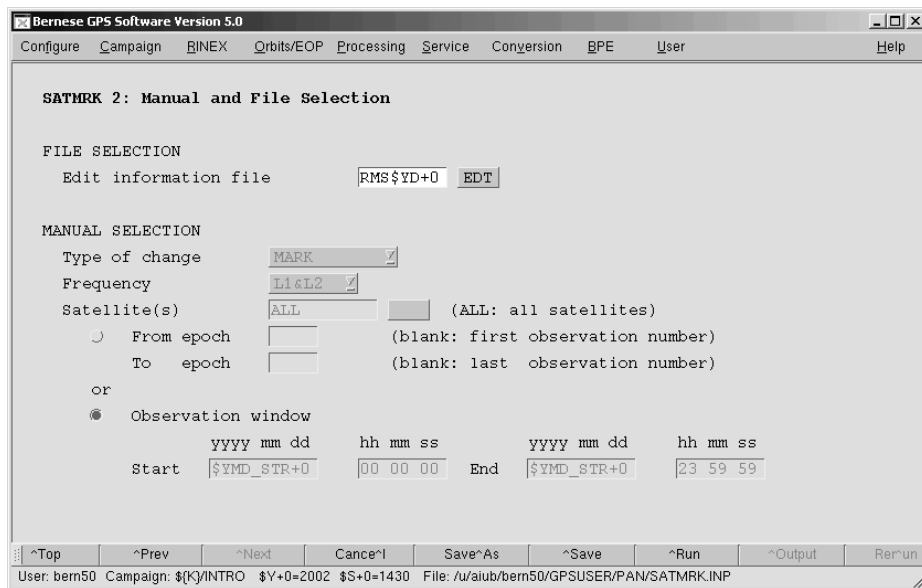 Bernese GPS Software Version 5.0
Configure Campaign RINEX Orbits/EOP Processing Service Conversion BPE User Help
SATMRK 2: Manual and File Selection
FILE SELECTION
Edit information file RMS$YD+0 EDT
MANUAL SELECTION
Type of change MARK
Frequency L1&L2
Satellite(s) ALL (ALL: all satellites)
From epoch (blank: first observation number)
To epoch (blank: last observation number)
or
Observation window
yyyy mm dd hh mm ss yyyy mm dd hh mm ss
Start $YMD_STR+0 00 00 00 End $YMD_STR+0 23 59 59
^Top ^Prev ^Next Cance^l Save^As ^Save ^Run ^Output Rer^un
User: bern50 Campaign: ${K}/INTRO $Y+0=2002 $S+0=1430 File: /u/aiub/bern50/GPSUSER/PAN/SATMRK.INP